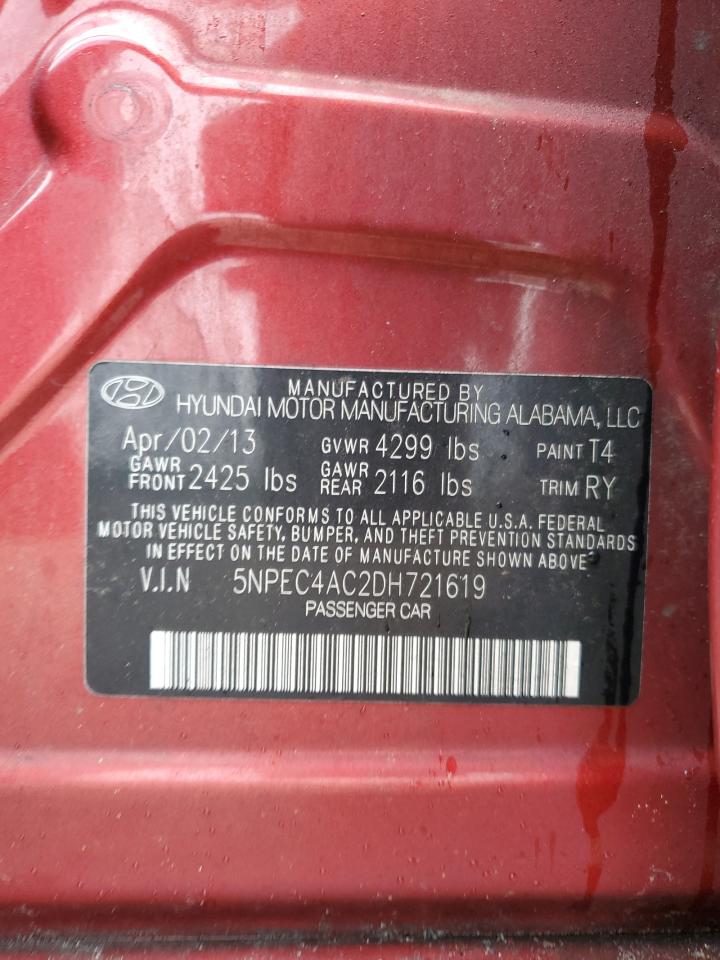 MANUFACTURED BY
HYUNDAI MOTOR MANUFACTURING ALABAMA, LLC
Apr/02/13 GVWR 4299 lbs PAINT T4
GAWR FRONT 2425 lbs GAWR REAR 2116 lbs TRIM RY
THIS VEHICLE CONFORMS TO ALL APPLICABLE U.S.A. FEDERAL
MOTOR VEHICLE SAFETY, BUMPER, AND THEFT PREVENTION STANDARDS
IN EFFECT ON THE DATE OF MANUFACTURE SHOWN ABOVE
V.I.N 5NPEC4AC2DH721619
PASSENGER CAR